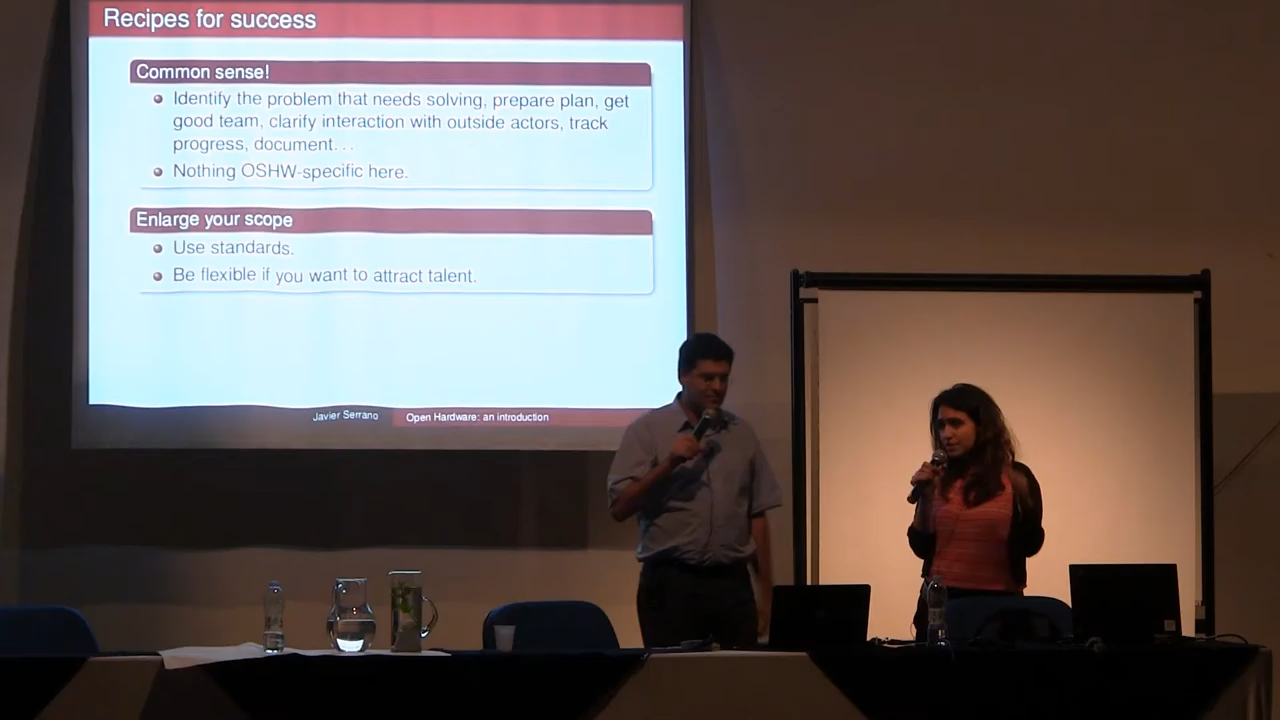 Recipes for success
Common sense!
Identify the problem that needs solving, prepare plan, get
good team, clarify interaction with outside actors, track
progress, document...
Nothing OSHW-specific here.
Enlarge your scope
Use standards.
Be flexible if you want to attract talent.
Javier Serrano Open Hardware: an introduction